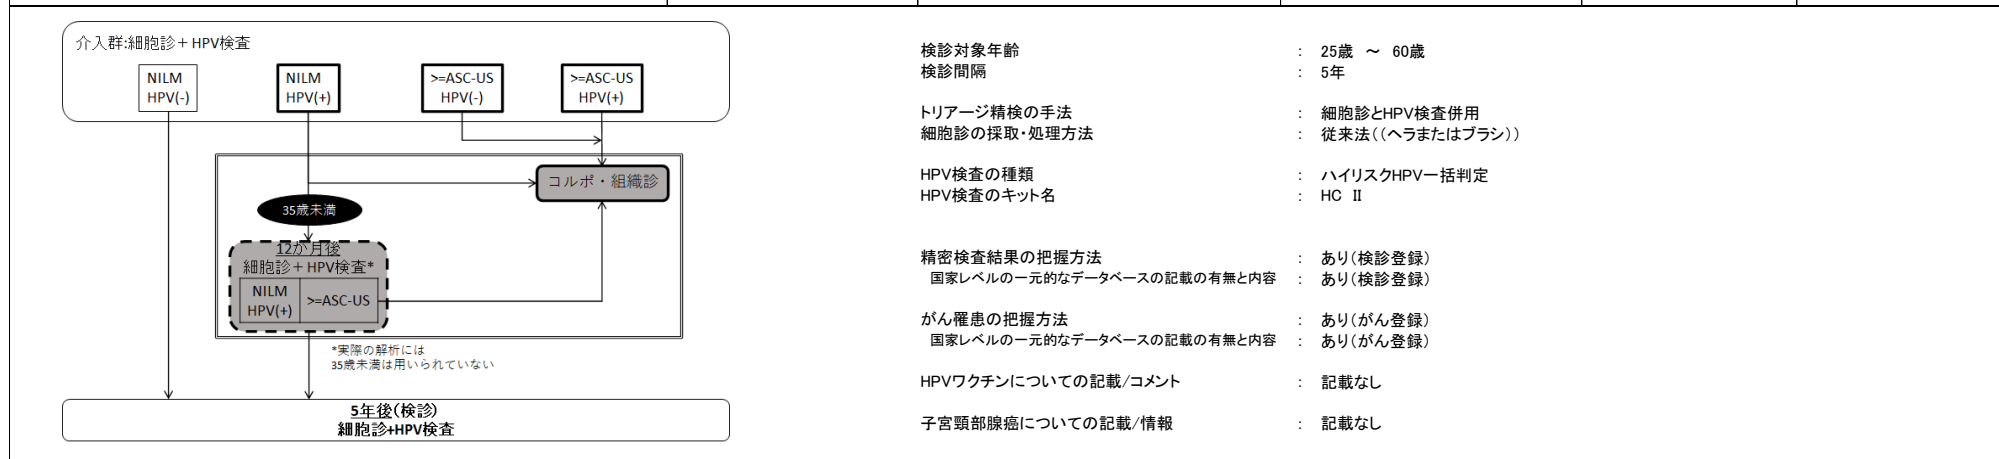 介入群:細胞診＋HPV検査
NILM
HPV(-)
NILM
HPV(+)
>=ASC-US
HPV(-)
>=ASC-US
HPV(+)
コルポ・組織診
35歳未満
12か月後
細胞診＋HPV検査*
NILM
HPV(+)
>=ASC-US
*実際の解析には
35歳未満は用いられていない
5年後(検診)
細胞診+HPV検査
検診対象年齢 : 25歳 ～ 60歳
検診間隔 : 5年
トリアージ精検の手法 : 細胞診とHPV検査併用
細胞診の採取・処理方法 : 従来法((ヘラまたはブラシ))
HPV検査の種類 : ハイリスクHPV一括判定
HPV検査のキット名 : HC Ⅱ
精密検査結果の把握方法 : あり(検診登録)
国家レベルの一元的なデータベースの記載の有無と内容 : あり(検診登録)
がん罹患の把握方法 : あり(がん登録)
国家レベルの一元的なデータベースの記載の有無と内容 : あり(がん登録)
HPVワクチンについての記載/コメント : 記載なし
子宮頸部腺癌についての記載/情報 : 記載なし